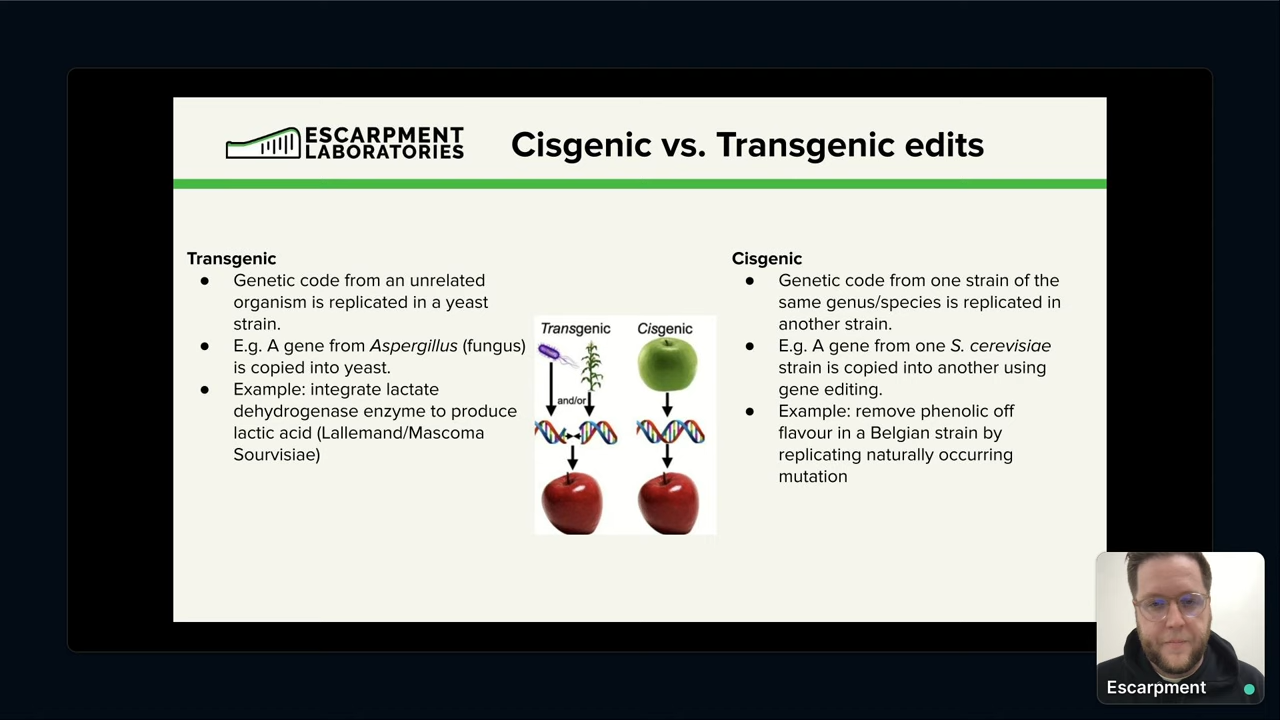 ESCARPMENT
LABORATORIES
Cisgenic vs. Transgenic edits
Transgenic
● Genetic code from an unrelated
organism is replicated in a yeast
strain.
● E.g. A gene from Aspergillus (fungus)
is copied into yeast.
● Example: integrate lactate
dehydrogenase enzyme to produce
lactic acid (Lallemand/Mascoma
Sourvisiae)
Transgenic
Cisgenic
and/or
Cisgenic
● Genetic code from one strain of the
same genus/species is replicated in
another strain.
● E.g. A gene from one S. cerevisiae
strain is copied into another using
gene editing.
● Example: remove phenolic off
flavour in a Belgian strain by
replicating naturally occurring
mutation
Escarpment